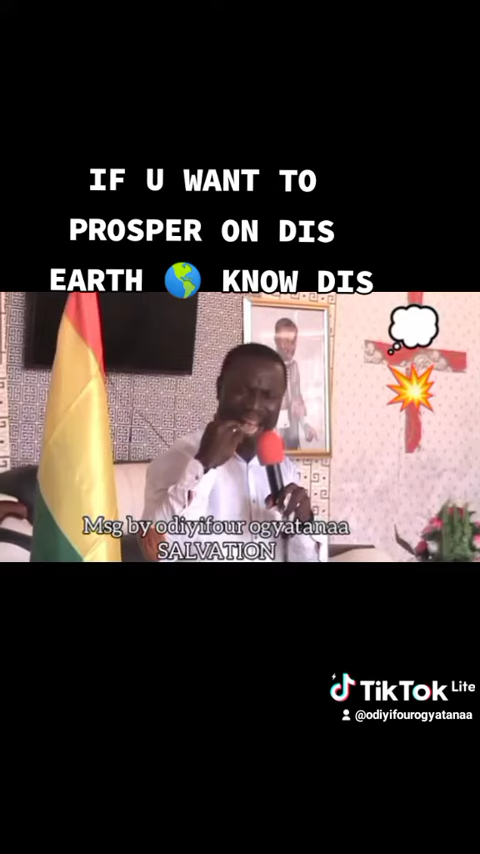 IF U WANT TO
PROSPER ON DIS
EARTH 🌎 KNOW DIS
Msg by odiyifour ogyatanaa
SALVATION
TikTok Lite
@odiyifourogyatanaa